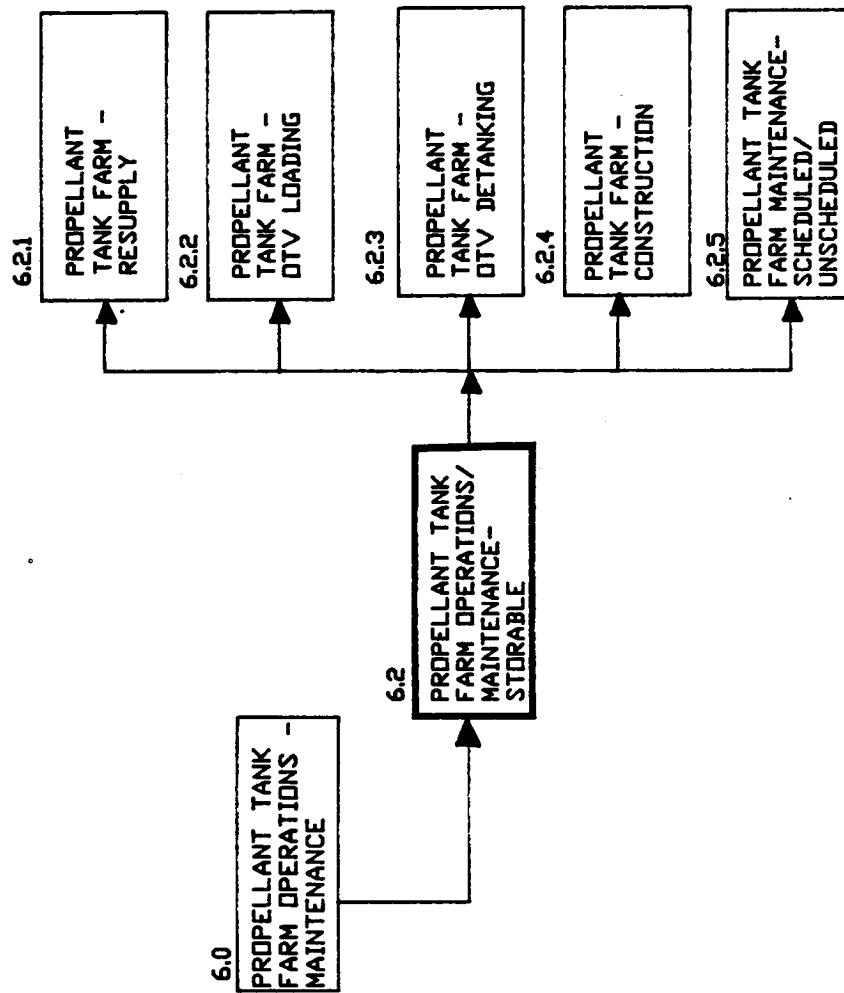 6.0
PROPELLANT TANK
FARM OPERATIONS -
MAINTENANCE
6.2
PROPELLANT TANK
FARM OPERATIONS/
MAINTENANCE-
STORABLE
6.2.1
PROPELLANT
TANK FARM -
RESUPPLY
6.2.2
PROPELLANT
TANK FARM -
OTV LOADING
6.2.3
PROPELLANT
TANK FARM -
OTV DETANKING
6.2.4
PROPELLANT
TANK FARM -
CONSTRUCTION
6.2.5
PROPELLANT TANK
FARM MAINTENANCE-
SCHEDULED/
UNSCHEDULED